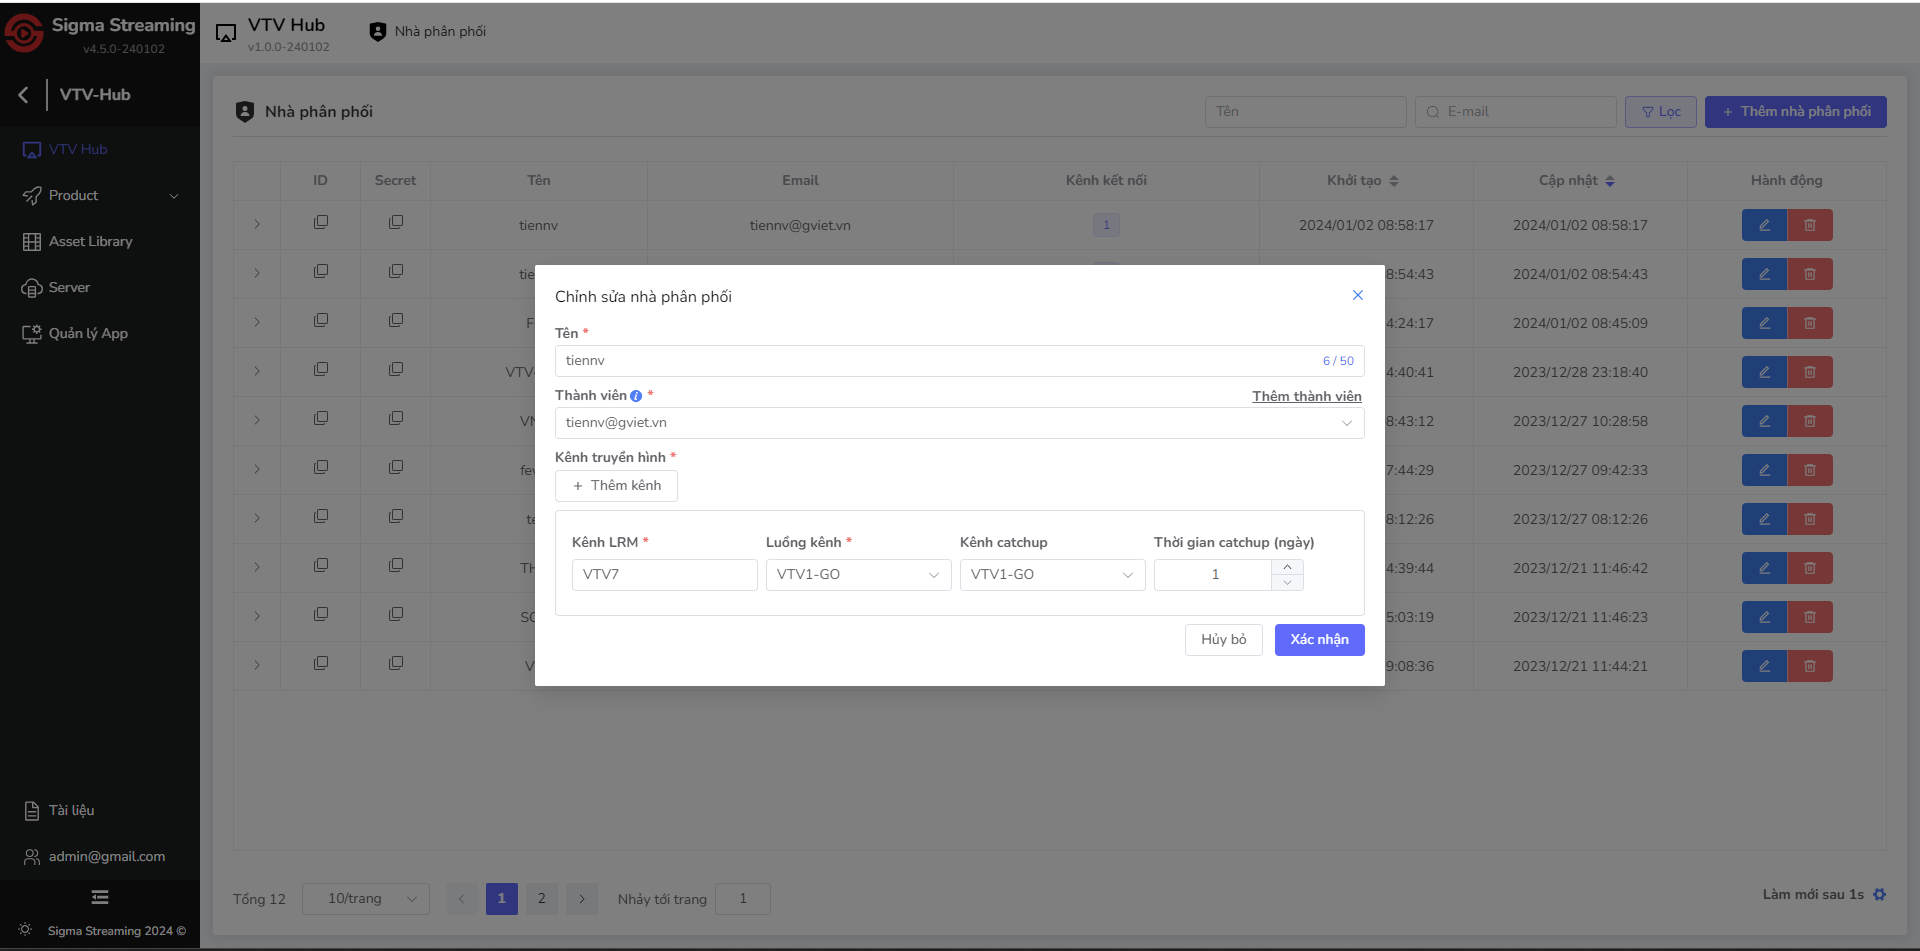 Sigma Streaming
v4.5.0-240102
VTV-Hub
VTV Hub
Product
Asset Library
Server
Quản lý App
Tài liệu
admin@gmail.com
Sigma Streaming 2024 ©
VTV Hub
v1.0.0-240102
Nhà phân phối
Nhà phân phối
Tên
E-mail
Lọc
+ Thêm nhà phân phối
ID Secret Tên Email Kênh kết nối Khởi tạo Cập nhật Hành động
tiennv tiennv@gviet.vn 1 2024/01/02 08:58:17 2024/01/02 08:58:17
8:54:43 2024/01/02 08:54:43
4:24:17 2024/01/02 08:45:09
VTV 4:40:41 2023/12/28 23:18:40
8:43:12 2023/12/27 10:28:58
7:44:29 2023/12/27 09:42:33
8:12:26 2023/12/27 08:12:26
4:39:44 2023/12/21 11:46:42
5:03:19 2023/12/21 11:46:23
9:08:36 2023/12/21 11:44:21
Chỉnh sửa nhà phân phối
Tên *
tiennv 6 / 50
Thành viên i * Thêm thành viên
tiennv@gviet.vn
Kênh truyền hình *
+ Thêm kênh
Kênh LRM * Luồng kênh * Kênh catchup Thời gian catchup (ngày)
VTV7 VTV1-GO VTV1-GO 1
Hủy bỏ Xác nhận
Tổng 12 10/trang 1 2 Nhảy tới trang 1
Làm mới sau 1s